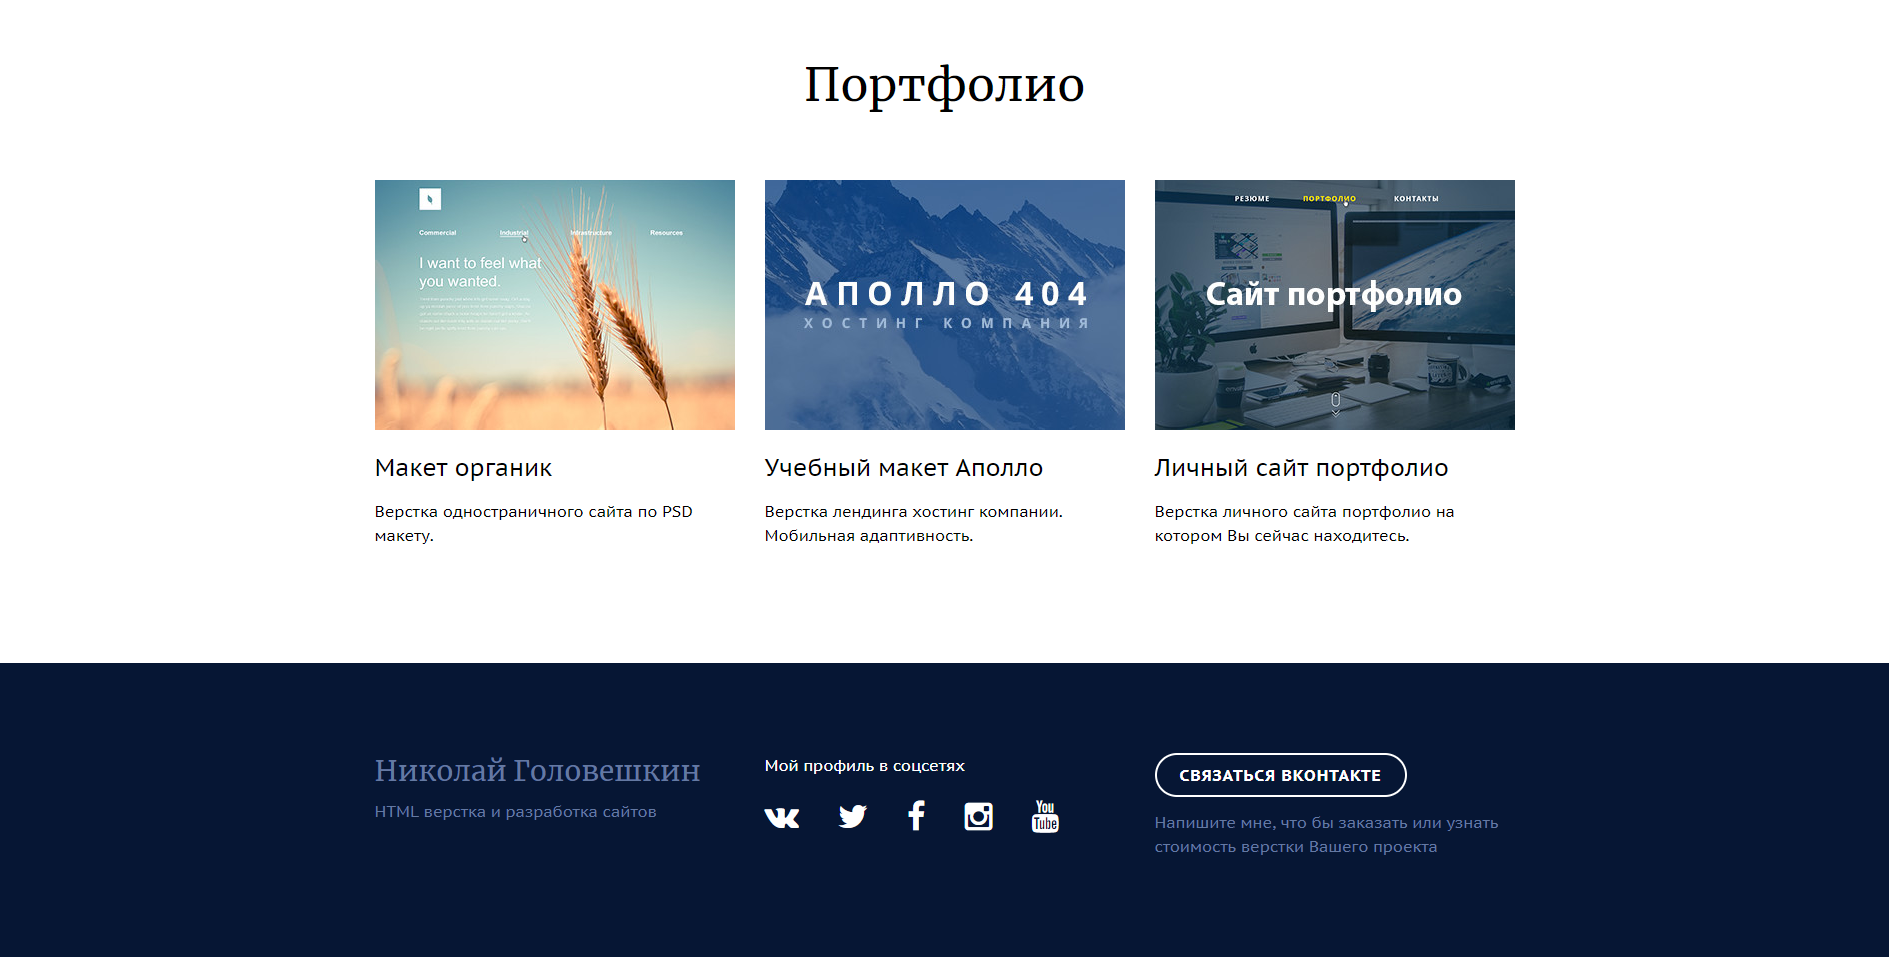 Портфолио
Commercial Industrial Infrastructure Resources
I want to feel what
you wanted.
АПОЛЛО 404
ХОСТИНГ КОМПАНИЯ
РЕЗЮМЕ ПОРТФОЛИО КОНТАКТЫ
Сайт портфолио
Макет органик
Верстка одностраничного сайта по PSD
макету.
Учебный макет Аполло
Верстка лендинга хостинг компании.
Мобильная адаптивность.
Личный сайт портфолио
Верстка личного сайта портфолио на
котором Вы сейчас находитесь.
Николай Головешкин
HTML верстка и разработка сайтов
Мой профиль в соцсетях
You
Tube
СВЯЗАТЬСЯ ВКОНТАКТЕ
Напишите мне, что бы заказать или узнать
стоимость верстки Вашего проекта